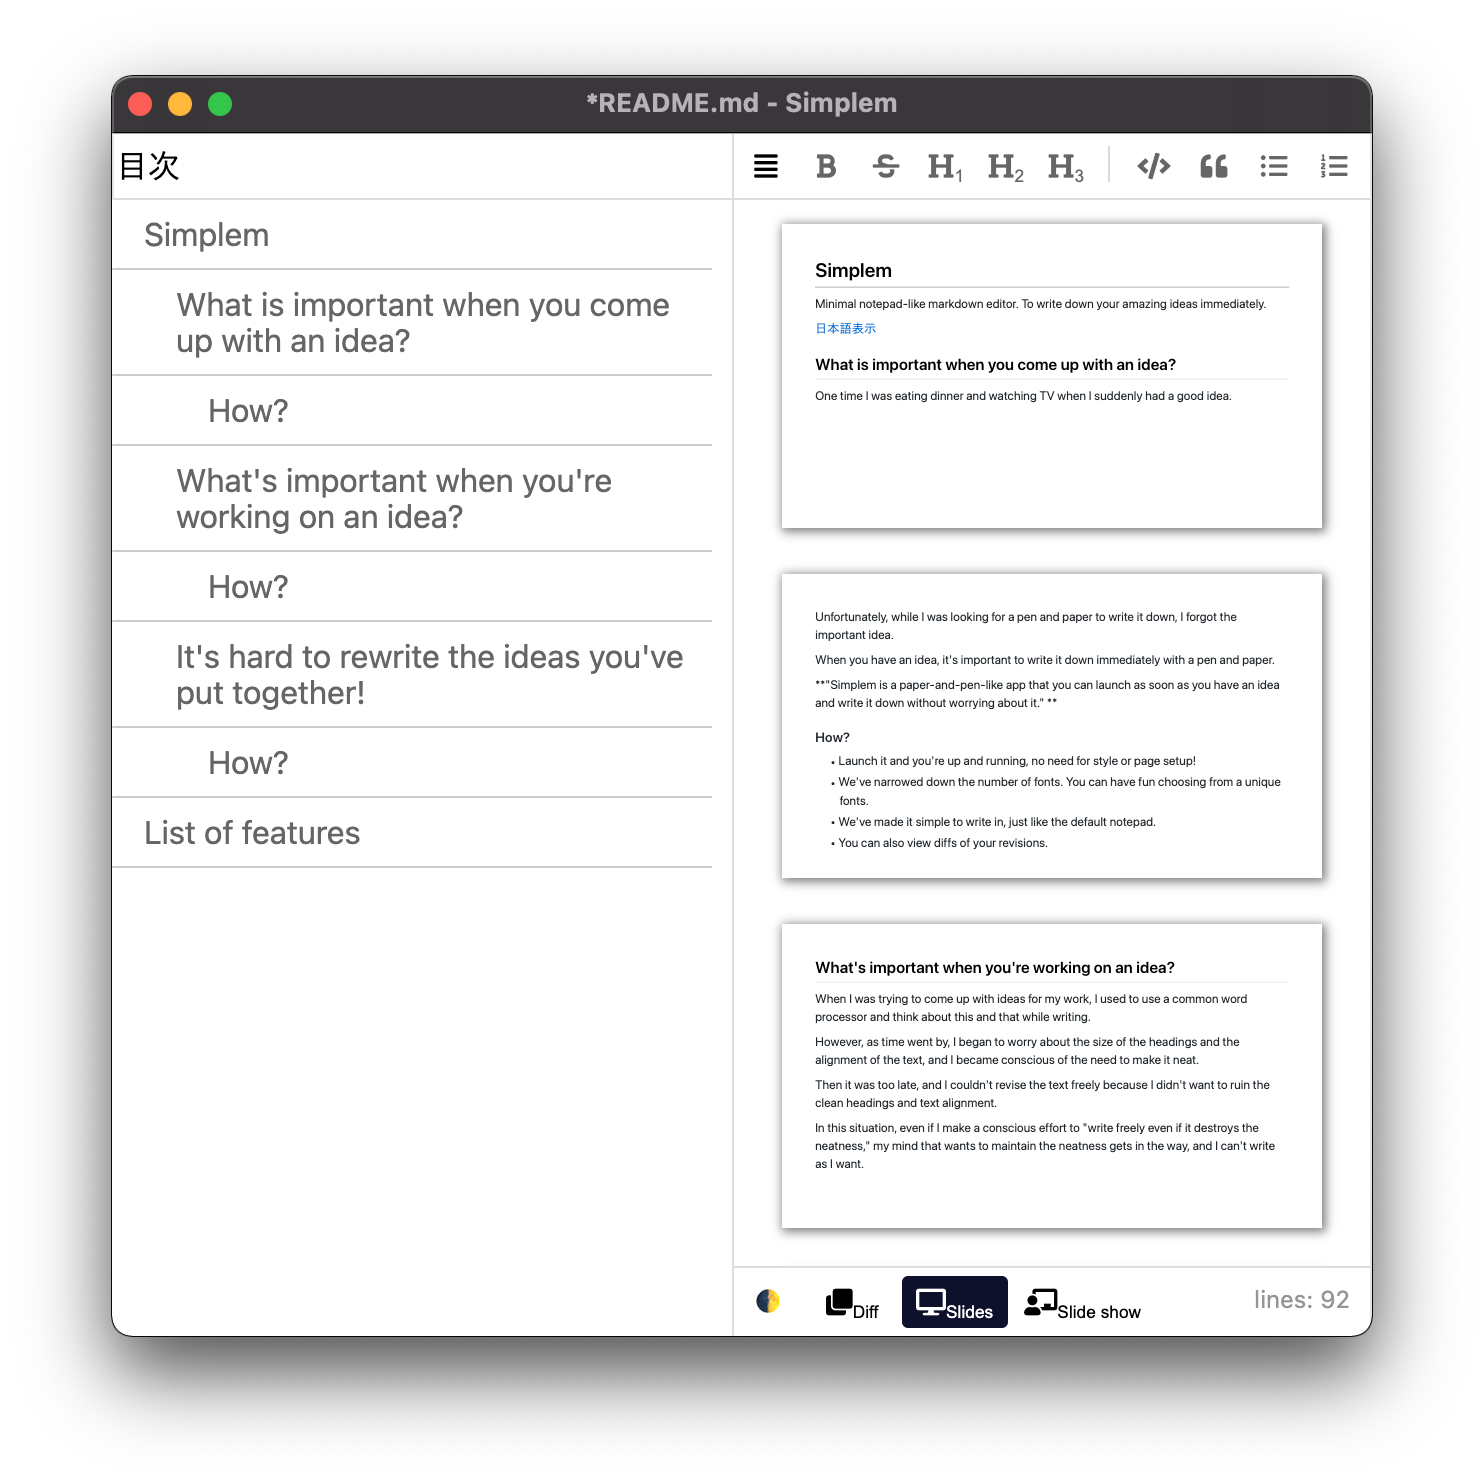 *README.md - Simplem
目次
Simplem
What is important when you come
up with an idea?
How?
What's important when you're
working on an idea?
How?
It's hard to rewrite the ideas you've
put together!
How?
List of features
B S H1 H2 H3
Simplem
Minimal notepad-like markdown editor. To write down your amazing ideas immediately.
日本語表示
What is important when you come up with an idea?
One time I was eating dinner and watching TV when I suddenly had a good idea.
Unfortunately, while I was looking for a pen and paper to write it down, I forgot the
important idea.
When you have an idea, it's important to write it down immediately with a pen and paper.
**"Simplem is a paper-and-pen-like app that you can launch as soon as you have an idea
and write it down without worrying about it." **
How?
• Launch it and you're up and running, no need for style or page setup!
• We've narrowed down the number of fonts. You can have fun choosing from a unique
fonts.
• We've made it simple to write in, just like the default notepad.
• You can also view diffs of your revisions.
What's important when you're working on an idea?
When I was trying to come up with ideas for my work, I used to use a common word
processor and think about this and that while writing.
However, as time went by, I began to worry about the size of the headings and the
alignment of the text, and I became conscious of the need to make it neat.
Then it was too late, and I couldn't revise the text freely because I didn't want to ruin the
clean headings and text alignment.
In this situation, even if I make a conscious effort to "write freely even if it destroys the
neatness," my mind that wants to maintain the neatness gets in the way, and I can't write
as I want.
Diff Slides Slide show lines: 92